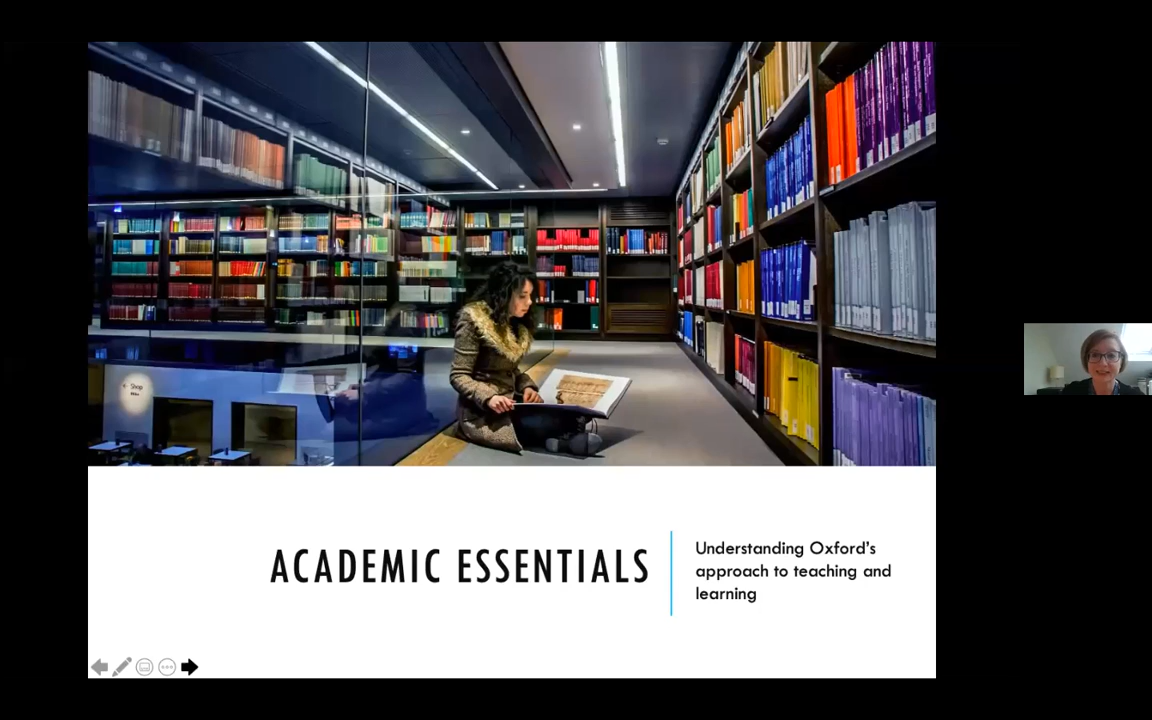 Shop
ACADEMIC ESSENTIALS
Understanding Oxford's
approach to teaching and
learning